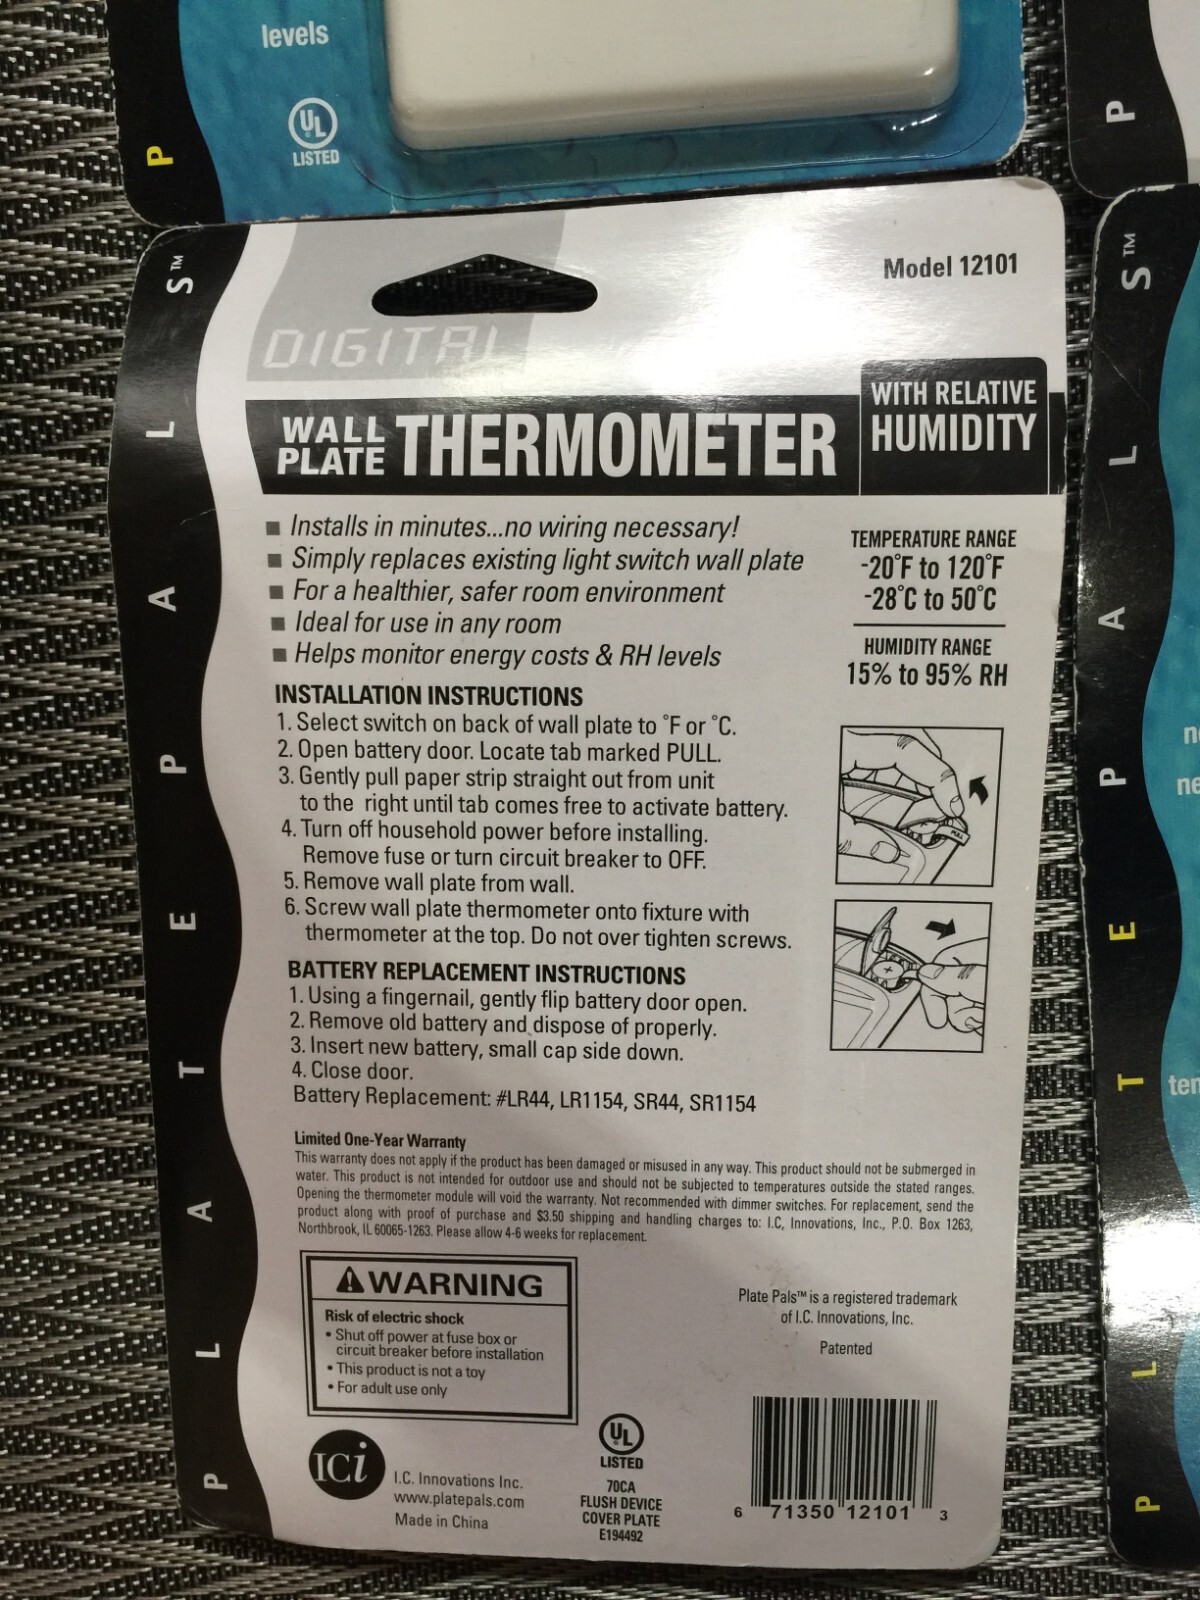 levels
UL
LISTED
P
P
PLATEPALS™
Model 12101
DIGITAL
WALL PLATE THERMOMETER
WITH RELATIVE
HUMIDITY
■ Installs in minutes...no wiring necessary!
■ Simply replaces existing light switch wall plate
■ For a healthier, safer room environment
■ Ideal for use in any room
■ Helps monitor energy costs & RH levels
TEMPERATURE RANGE
-20°F to 120°F
-28°C to 50°C
HUMIDITY RANGE
15% to 95% RH
INSTALLATION INSTRUCTIONS
1. Select switch on back of wall plate to °F or °C.
2. Open battery door. Locate tab marked PULL.
3. Gently pull paper strip straight out from unit
to the right until tab comes free to activate battery.
4. Turn off household power before installing.
Remove fuse or turn circuit breaker to OFF.
5. Remove wall plate from wall.
6. Screw wall plate thermometer onto fixture with
thermometer at the top. Do not over tighten screws.
PULL
BATTERY REPLACEMENT INSTRUCTIONS
1. Using a fingernail, gently flip battery door open.
2. Remove old battery and dispose of properly.
3. Insert new battery, small cap side down.
4. Close door.
Battery Replacement: #LR44, LR1154, SR44, SR1154
+
Limited One-Year Warranty
This warranty does not apply if the product has been damaged or misused in any way. This product should not be submerged in
water. This product is not intended for outdoor use and should not be subjected to temperatures outside the stated ranges.
Opening the thermometer module will void the warranty. Not recommended with dimmer switches. For replacement, send the
product along with proof of purchase and $3.50 shipping and handling charges to: I.C, Innovations, Inc., P.O. Box 1263,
Northbrook, IL 60065-1263. Please allow 4-6 weeks for replacement.
WARNING
Risk of electric shock
• Shut off power at fuse box or
circuit breaker before installation
• This product is not a toy
• For adult use only
Plate Pals™ is a registered trademark
of I.C. Innovations, Inc.
Patented
ICi
I.C. Innovations Inc.
www.platepals.com
Made in China
UL
LISTED
70CA
FLUSH DEVICE
COVER PLATE
E194492
6 71350 12101 3
PLATEPALS™
ne
ten